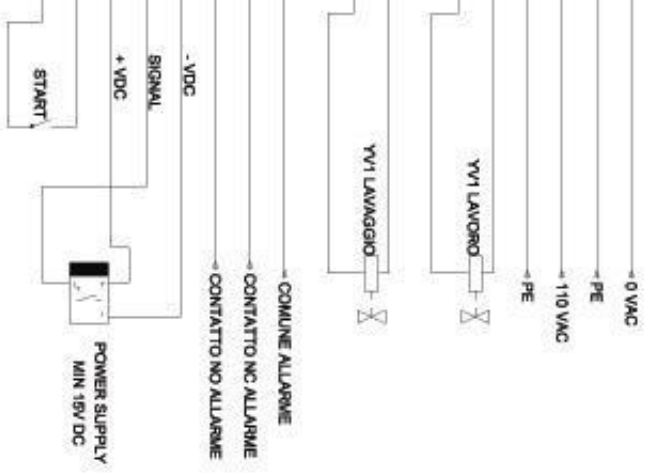 START
+ VDC
SIGNAL
- VDC
POWER SUPPLY
MIN 15V DC
CONTATTO NO ALLARME
CONTATTO NC ALLARME
COMUNE ALLARME
YV1 LAVAGGIO
YV1 LAVORO
PE
110 VAC
PE
0 VAC